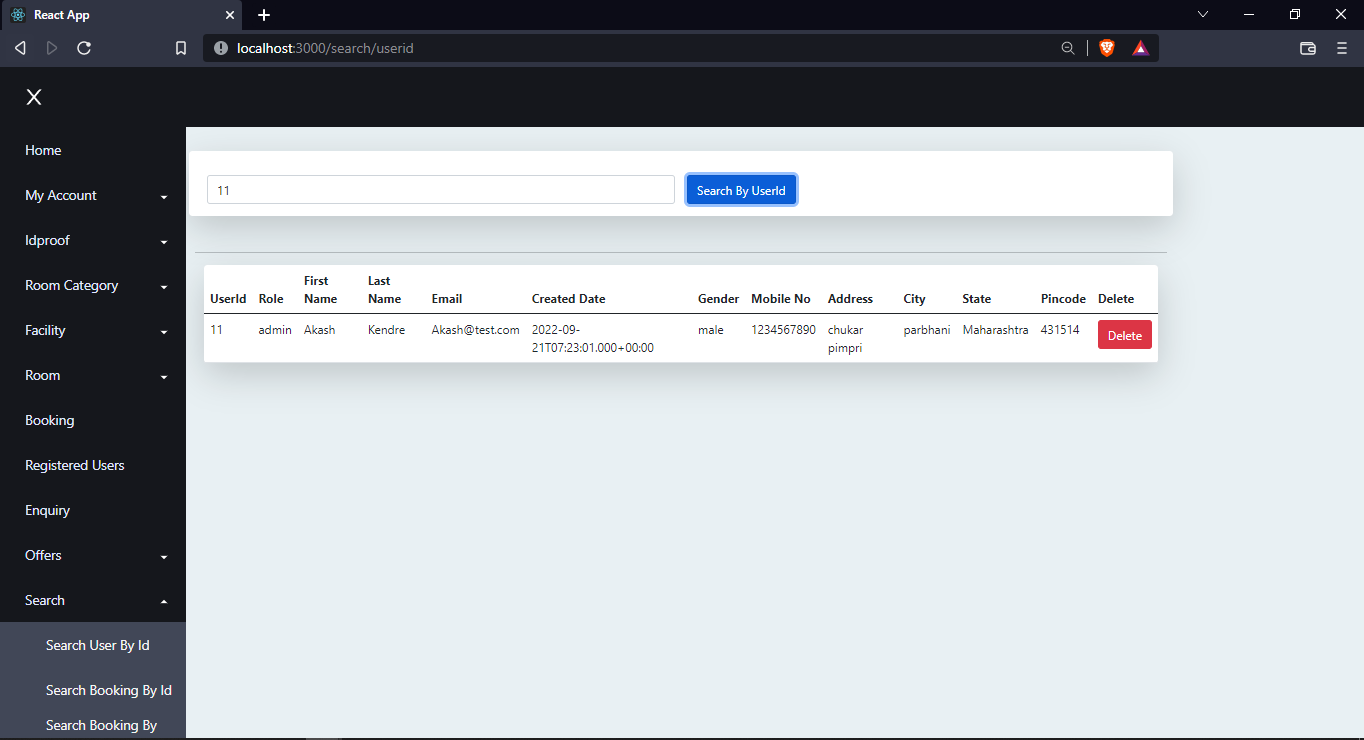 React App
localhost:3000/search/userid
Home
My Account
Idproof
Room Category
Facility
Room
Booking
Registered Users
Enquiry
Offers
Search
Search User By Id
Search Booking By Id
Search Booking By
11
Search By UserId
UserId Role First Name Last Name Email Created Date Gender Mobile No Address City State Pincode Delete
11 admin Akash Kendre Akash@test.com 2022-09-21T07:23:01.000+00:00 male 1234567890 chukar pimpri parbhani Maharashtra 431514 Delete